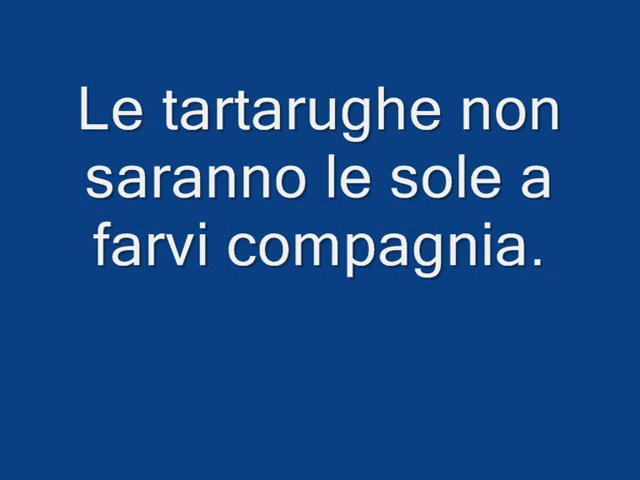 Le tartarughe non
saranno le sole a
farvi compagnia.